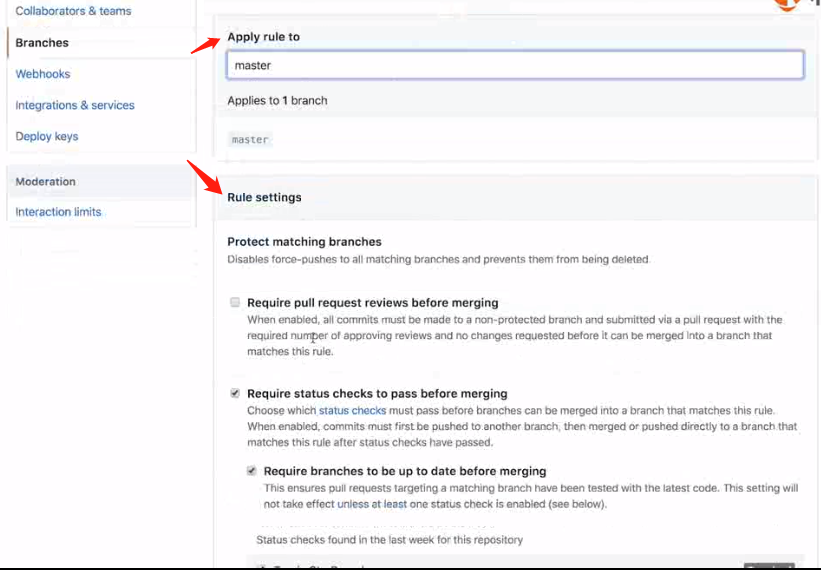 Collaborators & teams
Branches
Webhooks
Integrations & services
Deploy keys
Moderation
Interaction limits
Apply rule to
master
Applies to 1 branch
master
Rule settings
Protect matching branches
Disables force-pushes to all matching branches and prevents them from being deleted
Require pull request reviews before merging
When enabled, all commits must be made to a non-protected branch and submitted via a pull request with the
required number of approving reviews and no changes requested before it can be merged into a branch that
matches this rule.
Require status checks to pass before merging
Choose which status checks must pass before branches can be merged into a branch that matches this rule.
When enabled, commits must first be pushed to another branch, then merged or pushed directly to a branch that
matches this rule after status checks have passed.
Require branches to be up to date before merging
This ensures pull requests targeting a matching branch have been tested with the latest code. This setting will
not take effect unless at least one status check is enabled (see below).
Status checks found in the last week for this repository